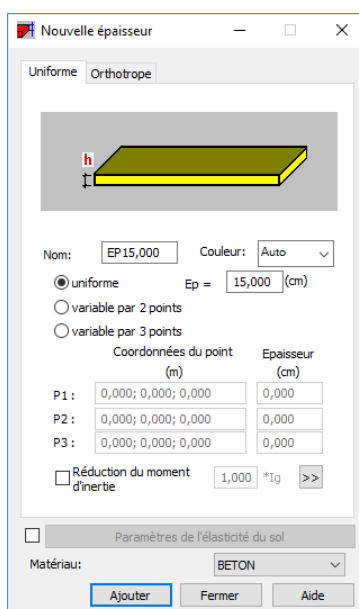 Nouvelle épaisseur
Uniforme Orthotrope
h
Nom: EP15,000 Couleur: Auto
uniforme Ep = 15,000 (cm)
variable par 2 points
variable par 3 points
Coordonnées du point Epaisseur
(m) (cm)
P1 : 0,000; 0,000; 0,000 0,000
P2 : 0,000; 0,000; 0,000 0,000
P3 : 0,000; 0,000; 0,000 0,000
Réduction du moment
d'inertie 1,000 *Ig >>
Paramètres de l'élasticité du sol
Matériau: BETON
Ajouter Fermer Aide